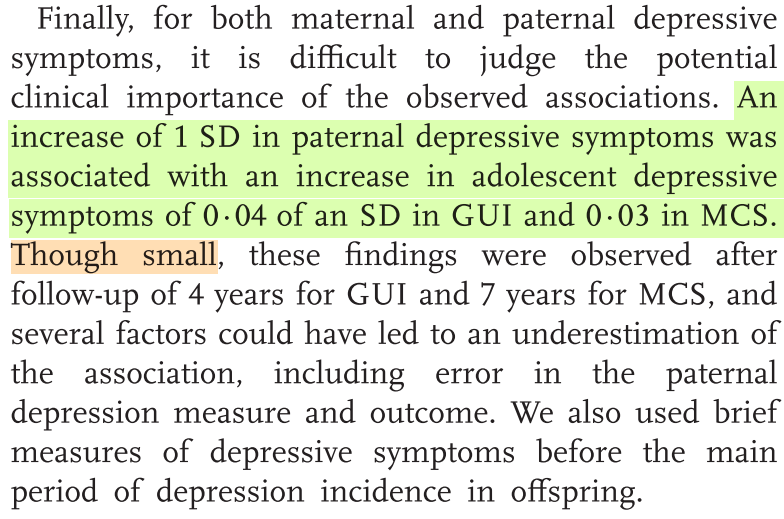 Finally, for both maternal and paternal depressive
symptoms, it is difficult to judge the potential
clinical importance of the observed associations. An
increase of 1 SD in paternal depressive symptoms was
associated with an increase in adolescent depressive
symptoms of 0·04 of an SD in GUI and 0·03 in MCS.
Though small, these findings were observed after
follow-up of 4 years for GUI and 7 years for MCS, and
several factors could have led to an underestimation of
the association, including error in the paternal
depression measure and outcome. We also used brief
measures of depressive symptoms before the main
period of depression incidence in offspring.